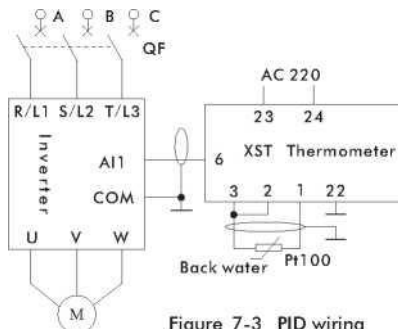 A B C
QF
R/L1 S/L2 T/L3
AC 220
23 24
Inverter
AI1
6
XST Thermometer
COM
3 2 1 22
U V W
Back water Pt100
M
Figure 7-3 PID wiring